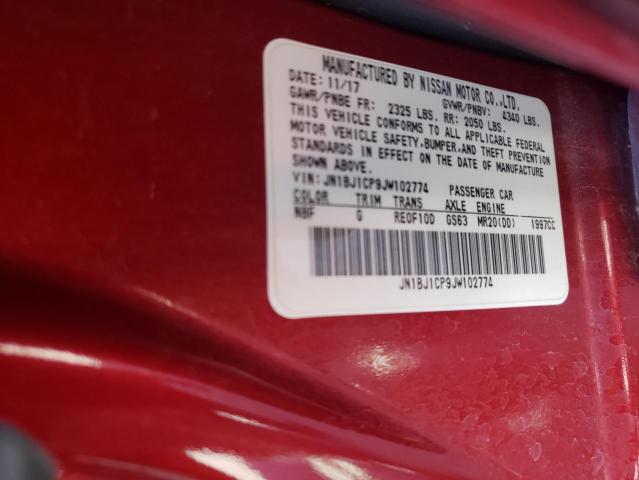 MANUFACTURED BY NISSAN MOTOR CO.,LTD.
DATE: 11/17 GVWR/PNBV: 4340 LBS.
GAWR/PNBE FR: 2325 LBS. RR: 2050 LBS.
THIS VEHICLE CONFORMS TO ALL APPLICABLE FEDERAL
MOTOR VEHICLE SAFETY, BUMPER, AND THEFT PREVENTION
STANDARDS IN EFFECT ON THE DATE OF MANUFACTURE
SHOWN ABOVE.
VIN: JN1BJ1CP9JW102774 PASSENGER CAR
COLOR TRIM TRANS AXLE ENGINE
NBF G RE0F10D GS63 MR20(DD) 1997CC
JN1BJ1CP9JW102774